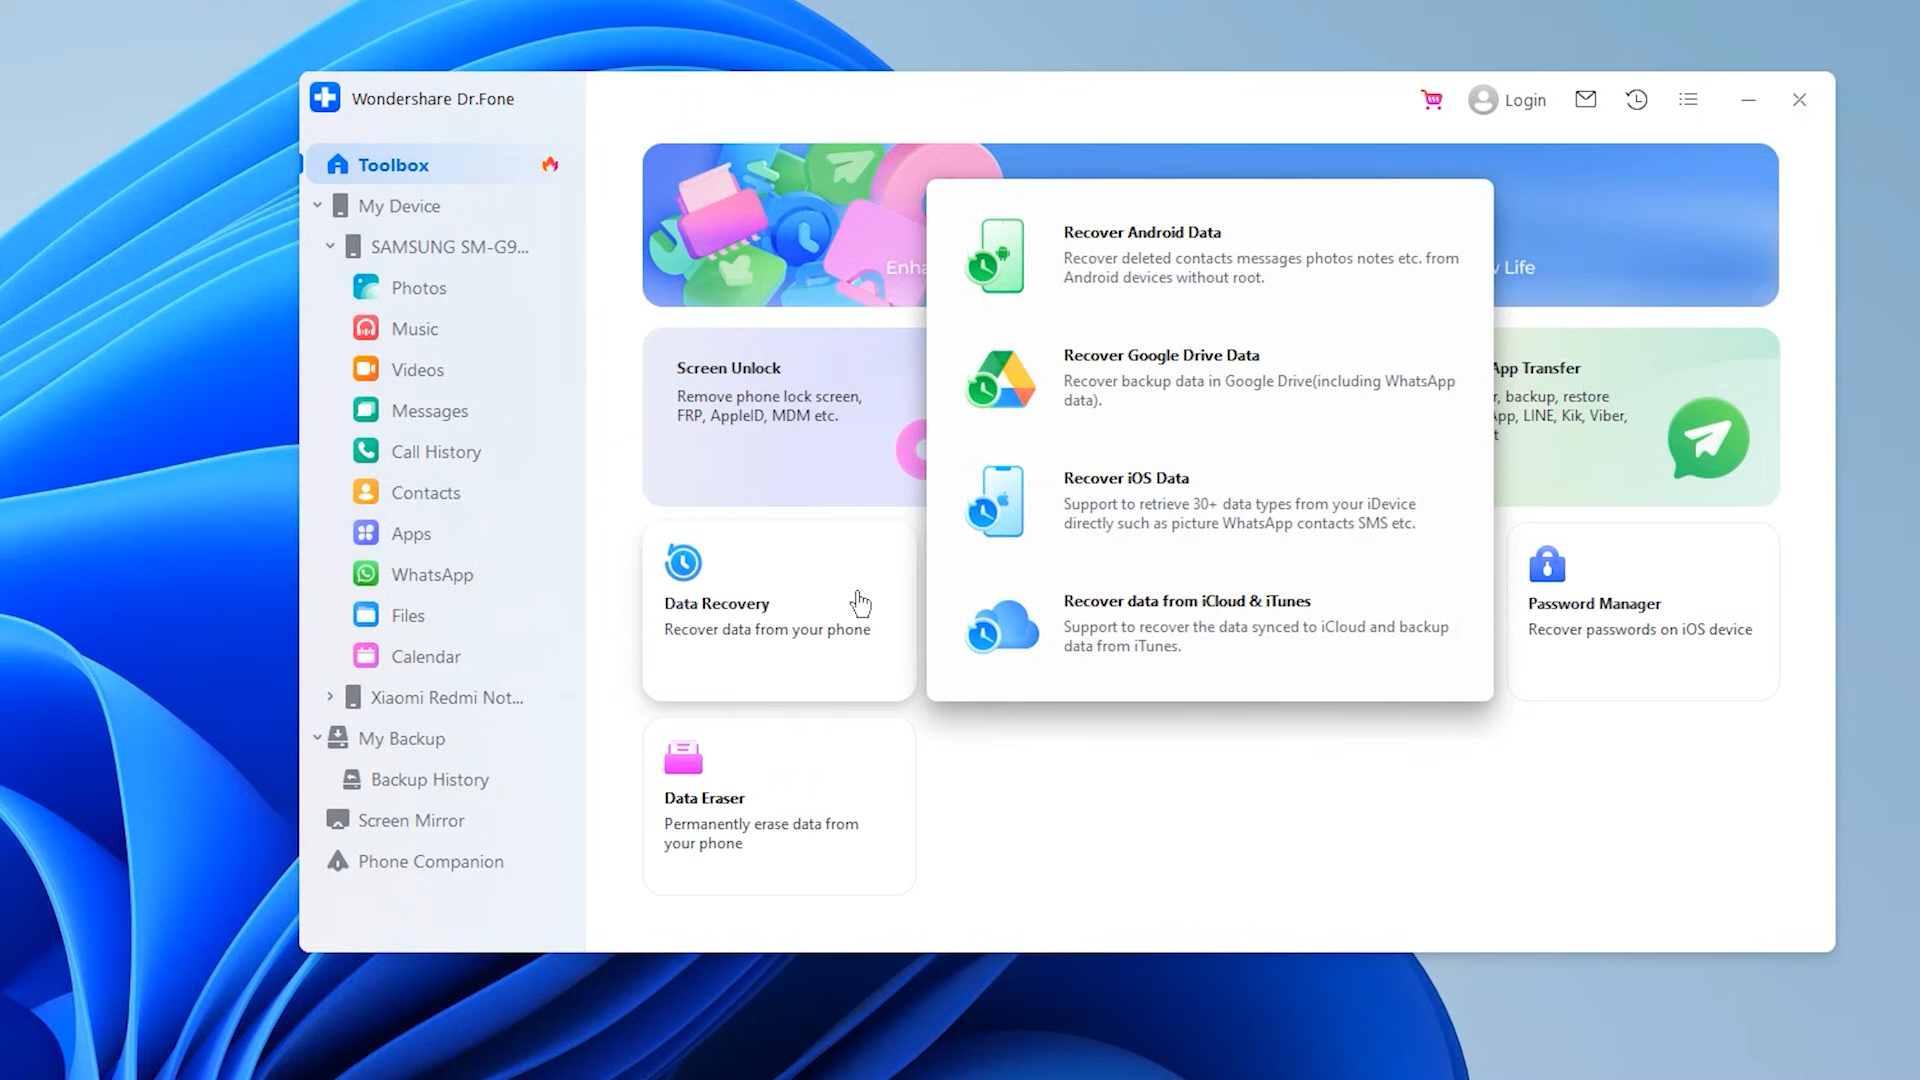 Wondershare Dr.Fone
Login
Toolbox
My Device
SAMSUNG SM-G9...
Photos
Music
Videos
Messages
Call History
Contacts
Apps
WhatsApp
Files
Calendar
Xiaomi Redmi Not...
My Backup
Backup History
Screen Mirror
Phone Companion
Life
Screen Unlock
Remove phone lock screen,
FRP, AppleID, MDM etc.
Recover Android Data
Recover deleted contacts messages photos notes etc. from
Android devices without root.
Recover Google Drive Data
Recover backup data in Google Drive(including WhatsApp
data).
Recover iOS Data
Support to retrieve 30+ data types from your iDevice
directly such as picture WhatsApp contacts SMS etc.
Recover data from iCloud & iTunes
Support to recover the data synced to iCloud and backup
data from iTunes.
App Transfer
, backup, restore
App, LINE, Kik, Viber,
Data Recovery
Recover data from your phone
Password Manager
Recover passwords on iOS device
Data Eraser
Permanently erase data from
your phone